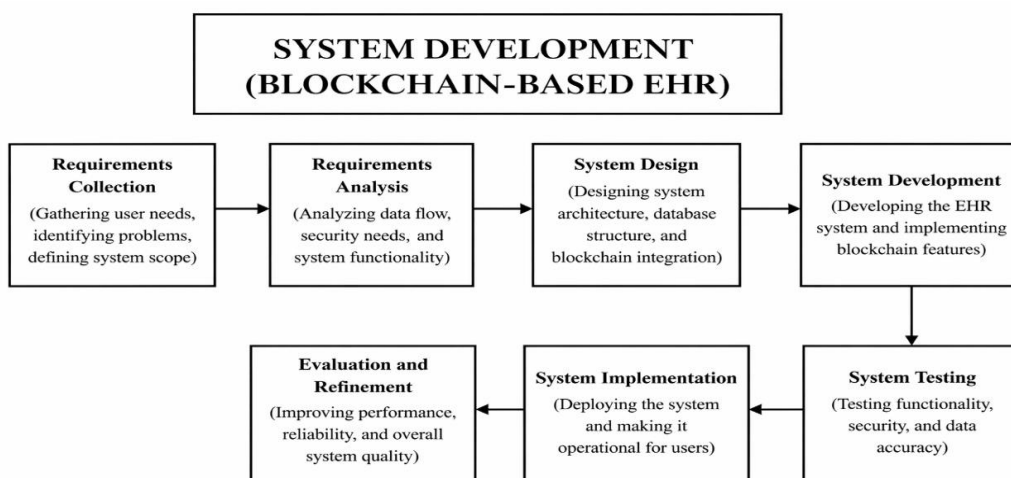 SYSTEM DEVELOPMENT
(BLOCKCHAIN-BASED EHR)
Requirements
Collection
(Gathering user needs,
identifying problems,
defining system scope)
Requirements
Analysis
(Analyzing data flow,
security needs, and
system functionality)
System Design
(Designing system
architecture, database
structure, and
blockchain integration)
System Development
(Developing the EHR
system and implementing
blockchain features)
System Testing
(Testing functionality,
security, and data
accuracy)
System Implementation
(Deploying the system
and making it
operational for users)
Evaluation and
Refinement
(Improving performance,
reliability, and overall
system quality)